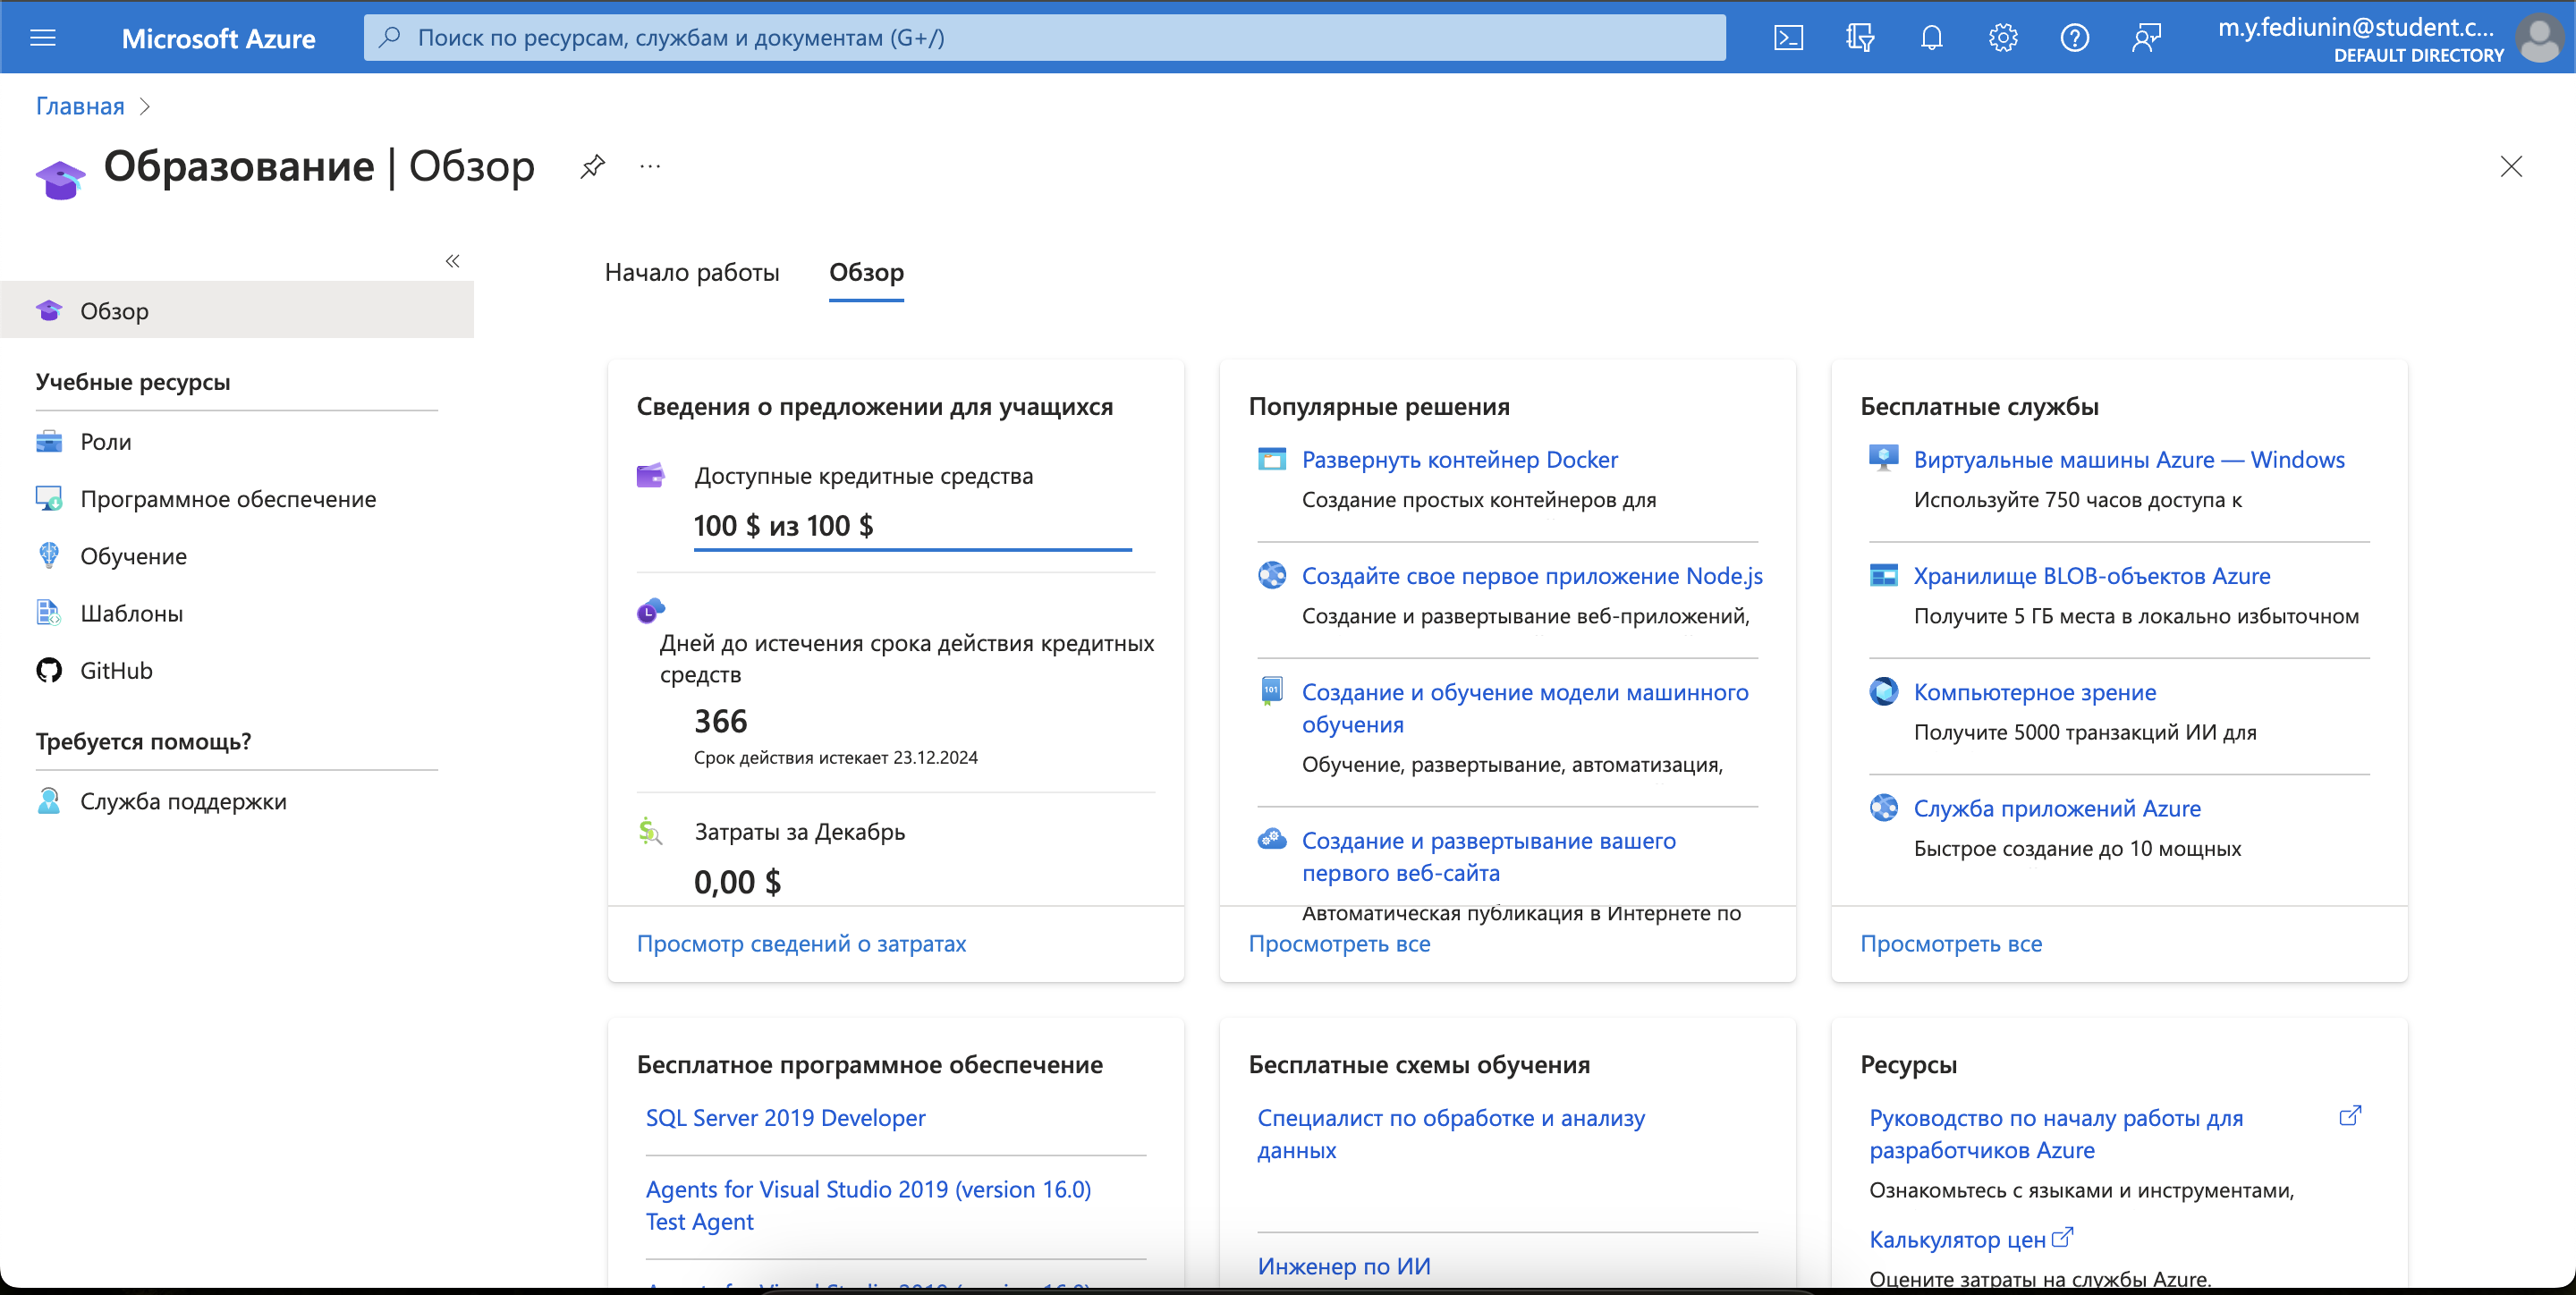 Microsoft Azure
Поиск по ресурсам, службам и документам (G+/)
m.y.fediunin@student.c...
DEFAULT DIRECTORY
Главная
Образование | Обзор
Обзор
Учебные ресурсы
Роли
Программное обеспечение
Обучение
Шаблоны
GitHub
Требуется помощь?
Служба поддержки
Начало работы
Обзор
Сведения о предложении для учащихся
Доступные кредитные средства
100 $ из 100 $
Дней до истечения срока действия кредитных
средств
366
Срок действия истекает 23.12.2024
Затраты за Декабрь
0,00 $
Просмотр сведений о затратах
Популярные решения
Развернуть контейнер Docker
Создание простых контейнеров для
Создайте свое первое приложение Node.js
Создание и развертывание веб-приложений,
Создание и обучение модели машинного
обучения
Обучение, развертывание, автоматизация,
Создание и развертывание вашего
первого веб-сайта
Автоматическая публикация в Интернете по
Просмотреть все
Бесплатные службы
Виртуальные машины Azure — Windows
Используйте 750 часов доступа к
Хранилище BLOB-объектов Azure
Получите 5 ГБ места в локально избыточном
Компьютерное зрение
Получите 5000 транзакций ИИ для
Служба приложений Azure
Быстрое создание до 10 мощных
Просмотреть все
Бесплатное программное обеспечение
SQL Server 2019 Developer
Agents for Visual Studio 2019 (version 16.0)
Test Agent
Agents for Visual Studio 2019 (version 16.0)
Бесплатные схемы обучения
Специалист по обработке и анализу
данных
Инженер по ИИ
Ресурсы
Руководство по началу работы для
разработчиков Azure
Ознакомьтесь с языками и инструментами,
Калькулятор цен
Оцените затраты на службы Azure.